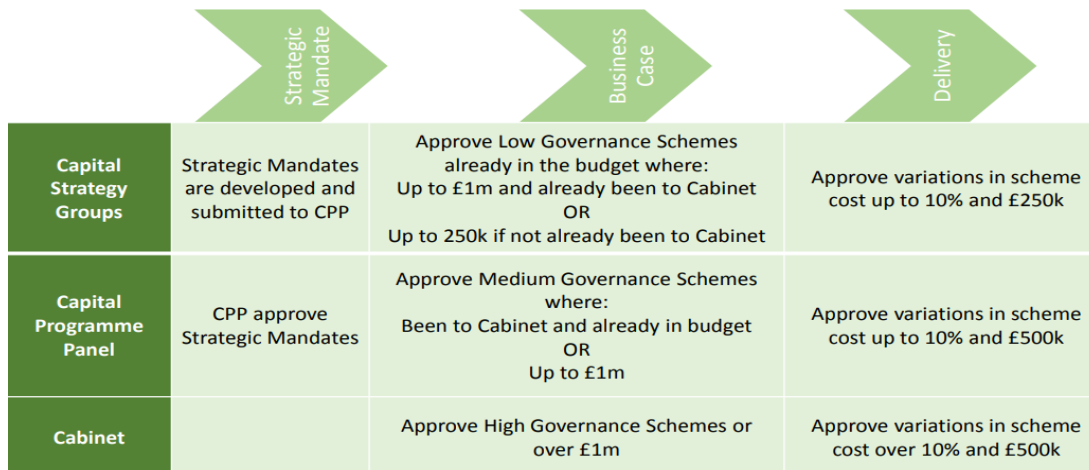 Strategic
Mandate
Business
Case
Delivery
Capital
Strategy
Groups
Strategic Mandates
are developed and
submitted to CPP
Approve Low Governance Schemes
already in the budget where:
Up to £1m and already been to Cabinet
OR
Up to 250k if not already been to Cabinet
Approve variations in scheme
cost up to 10% and £250k
Capital
Programme
Panel
CPP approve
Strategic Mandates
Approve Medium Governance Schemes
where:
Been to Cabinet and already in budget
OR
Up to £1m
Approve variations in scheme
cost up to 10% and £500k
Cabinet
Approve High Governance Schemes or
over £1m
Approve variations in scheme
cost over 10% and £500k